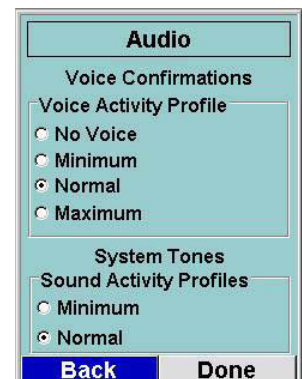 Audio
Voice Confirmations
Voice Activity Profile
No Voice
Minimum
Normal
Maximum
System Tones
Sound Activity Profiles
Minimum
Normal
Back Done